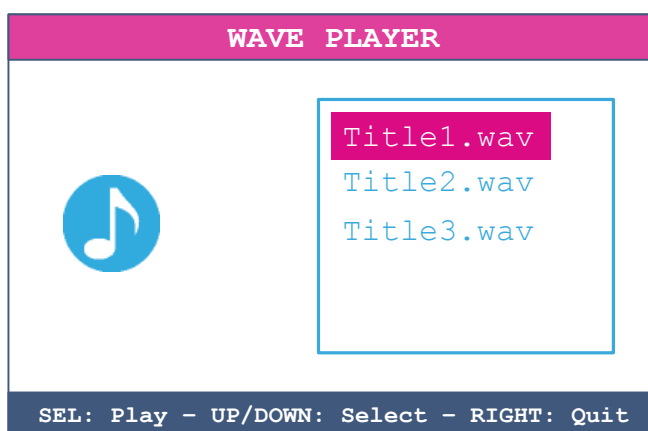 WAVE PLAYER
Title1.wav
Title2.wav
Title3.wav
SEL: Play – UP/DOWN: Select – RIGHT: Quit